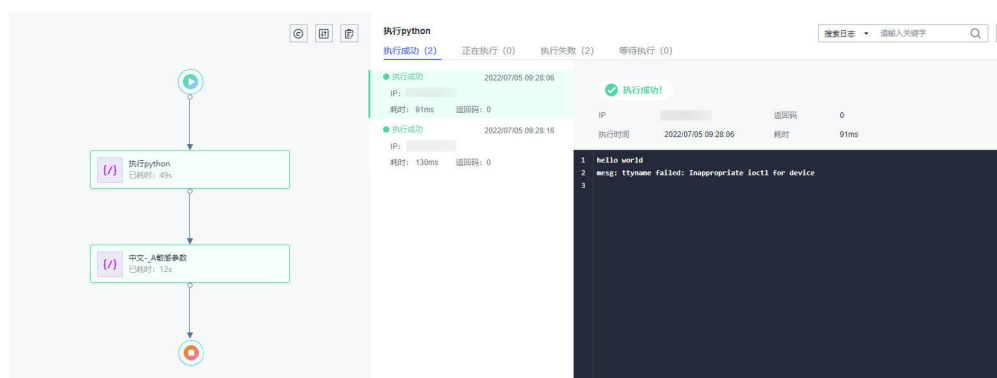 执行python
搜索日志
请输入关键字
执行成功（2） 正在执行（0） 执行失败（2） 等待执行（0）
执行python
已耗时：49s
中文-_A敏感参数
已耗时：12s
执行成功 2022/07/05 09:28:06
IP：
耗时：91ms 返回码：0
执行成功 2022/07/05 09:28:16
IP：
耗时：130ms 返回码：0
执行成功！
IP 返回码 0
执行时间 2022/07/05 09:28:06 耗时 91ms
1 hello world
2 mesg: ttyname failed: Inappropriate ioctl for device
3